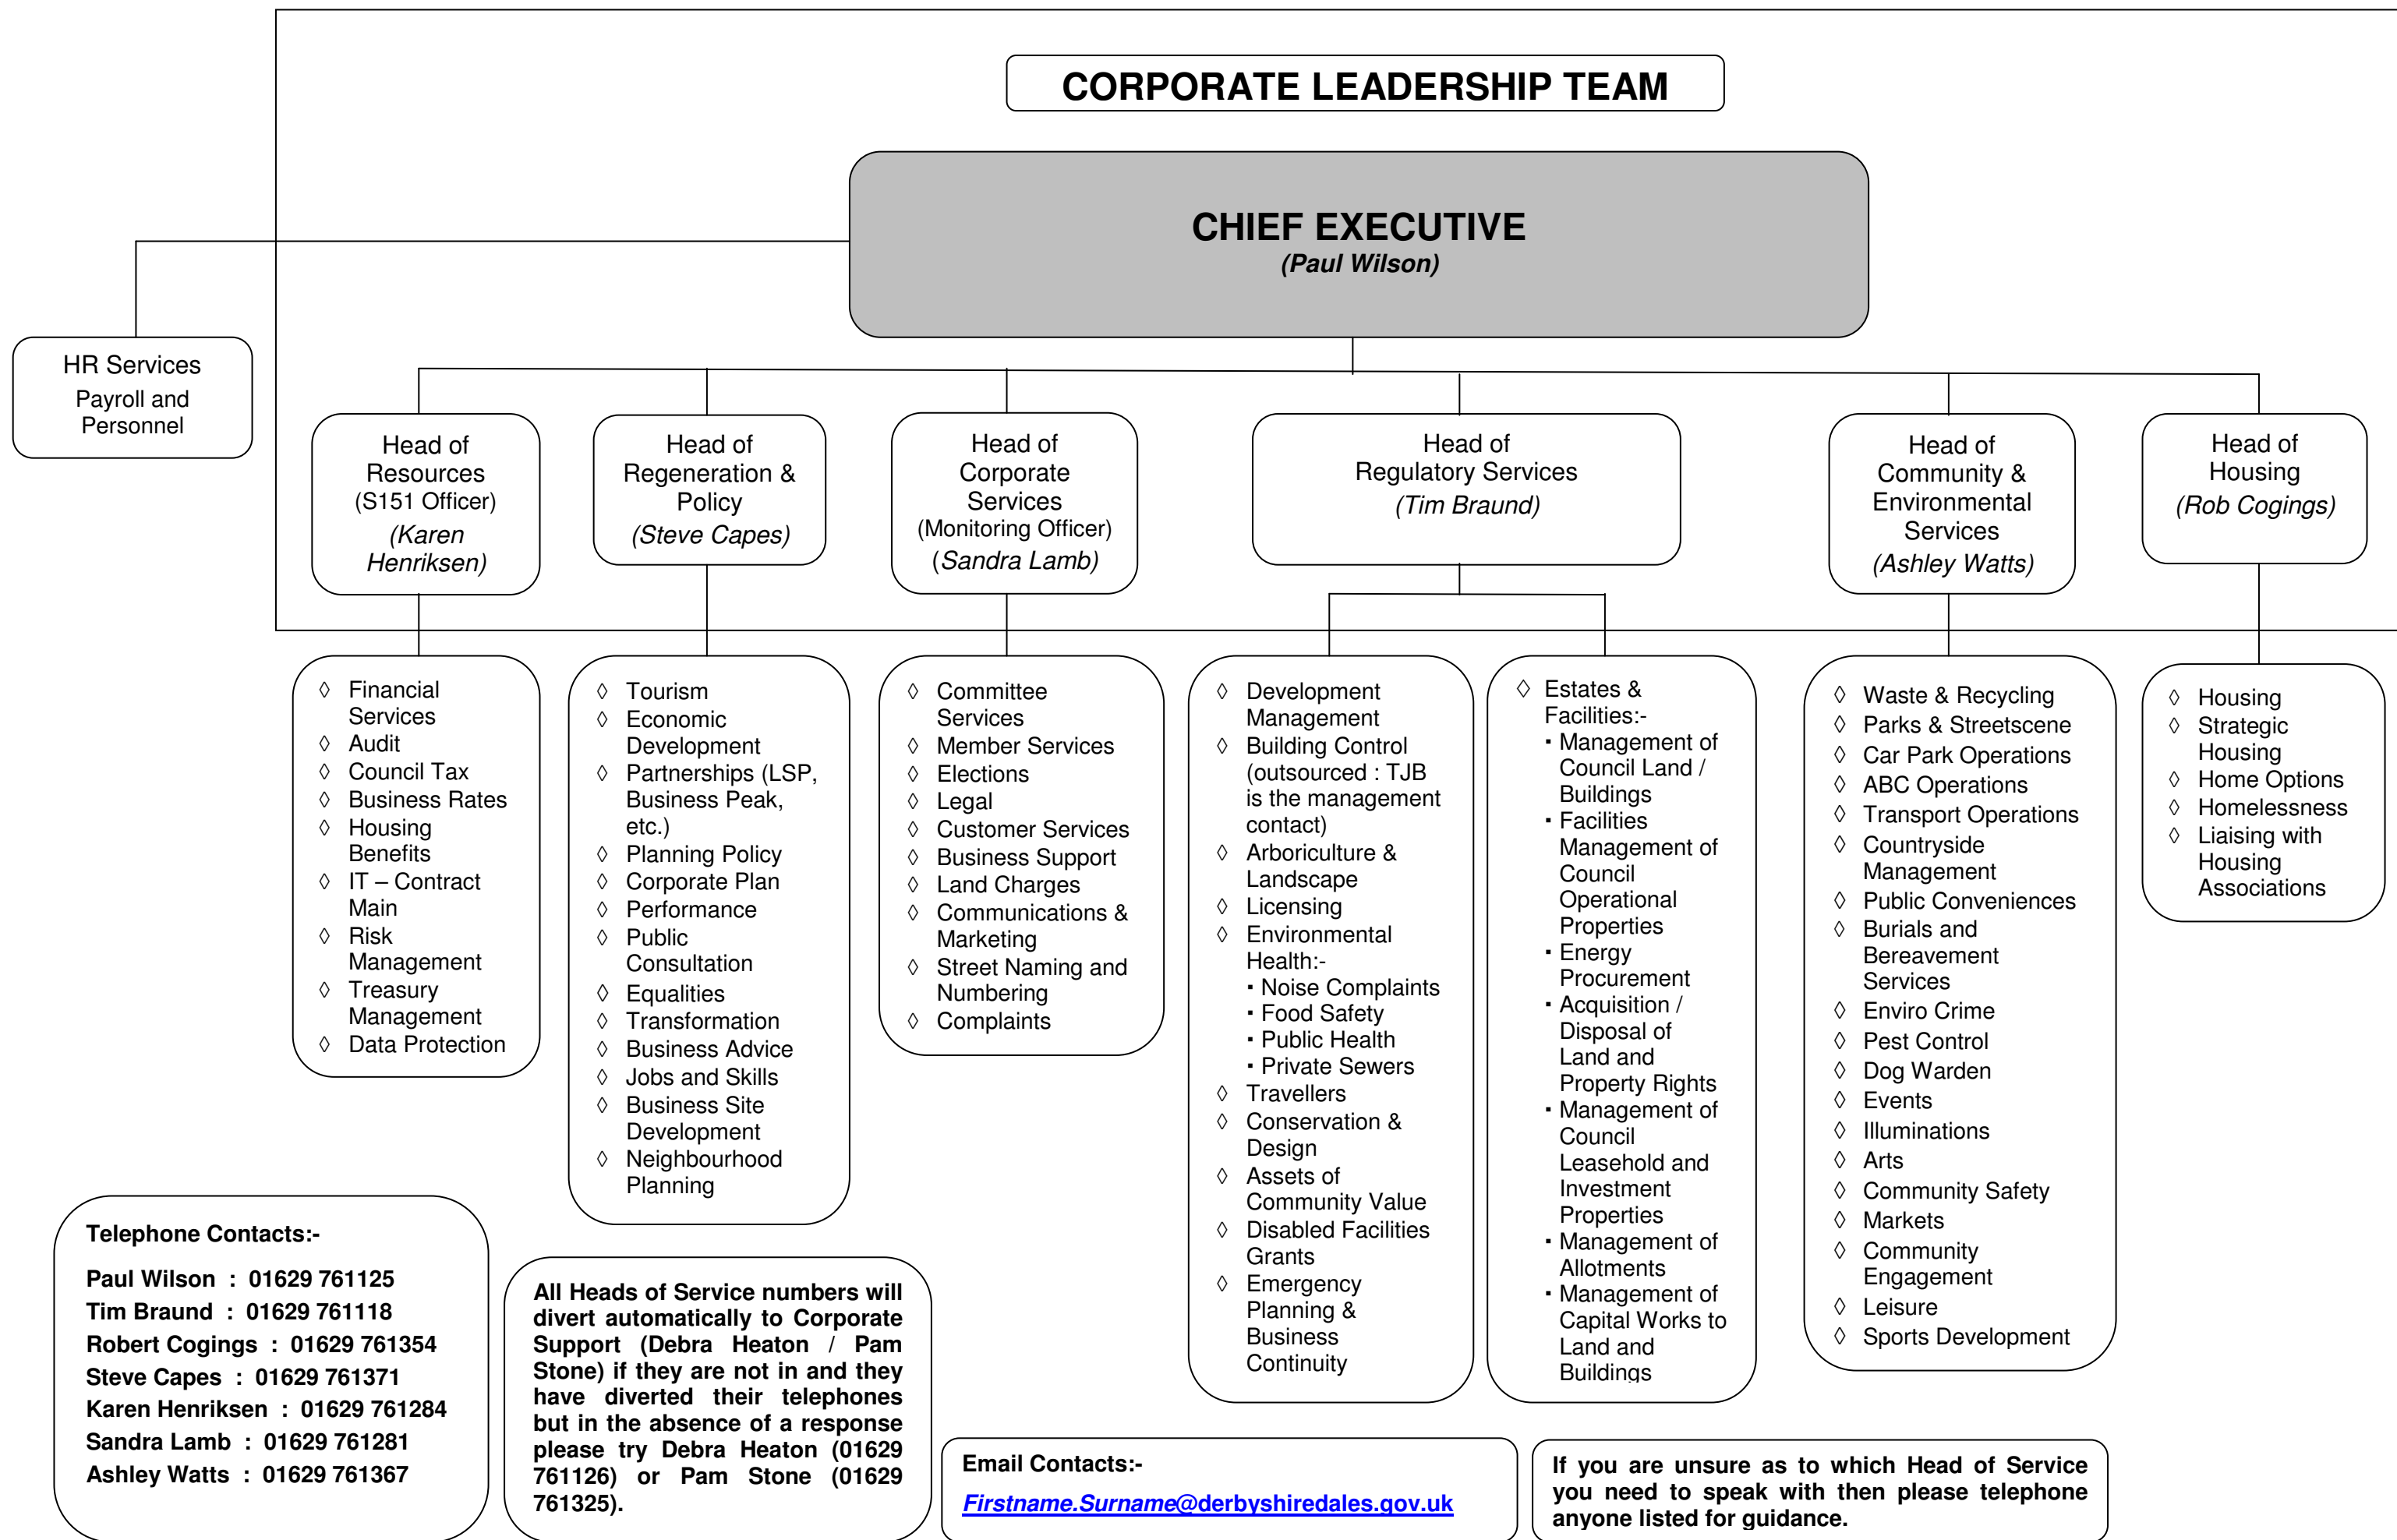 CORPORATE LEADERSHIP TEAM
CHIEF EXECUTIVE
(Paul Wilson)
HR Services
Payroll and
Personnel
Head of
Resources
(S151 Officer)
(Karen
Henriksen)
Head of
Regeneration &
Policy
(Steve Capes)
Head of
Corporate
Services
(Monitoring Officer)
(Sandra Lamb)
Head of
Regulatory Services
(Tim Braund)
Head of
Community &
Environmental
Services
(Ashley Watts)
Head of
Housing
(Rob Cogings)
◊ Financial
Services
◊ Audit
◊ Council Tax
◊ Business Rates
◊ Housing
Benefits
◊ IT – Contract
Main
◊ Risk
Management
◊ Treasury
Management
◊ Data Protection
◊ Tourism
◊ Economic
Development
◊ Partnerships (LSP,
Business Peak,
etc.)
◊ Planning Policy
◊ Corporate Plan
◊ Performance
◊ Public
Consultation
◊ Equalities
◊ Transformation
◊ Business Advice
◊ Jobs and Skills
◊ Business Site
Development
◊ Neighbourhood
Planning
◊ Committee
Services
◊ Member Services
◊ Elections
◊ Legal
◊ Customer Services
◊ Business Support
◊ Land Charges
◊ Communications &
Marketing
◊ Street Naming and
Numbering
◊ Complaints
◊ Development
Management
◊ Building Control
(outsourced : TJB
is the management
contact)
◊ Arboriculture &
Landscape
◊ Licensing
◊ Environmental
Health:-
▪ Noise Complaints
▪ Food Safety
▪ Public Health
▪ Private Sewers
◊ Travellers
◊ Conservation &
Design
◊ Assets of
Community Value
◊ Disabled Facilities
Grants
◊ Emergency
Planning &
Business
Continuity
◊ Estates &
Facilities:-
▪ Management of
Council Land /
Buildings
▪ Facilities
Management of
Council
Operational
Properties
▪ Energy
Procurement
▪ Acquisition /
Disposal of
Land and
Property Rights
▪ Management of
Council
Leasehold and
Investment
Properties
▪ Management of
Allotments
▪ Management of
Capital Works to
Land and
Buildings
◊ Waste & Recycling
◊ Parks & Streetscene
◊ Car Park Operations
◊ ABC Operations
◊ Transport Operations
◊ Countryside
Management
◊ Public Conveniences
◊ Burials and
Bereavement
Services
◊ Enviro Crime
◊ Pest Control
◊ Dog Warden
◊ Events
◊ Illuminations
◊ Arts
◊ Community Safety
◊ Markets
◊ Community
Engagement
◊ Leisure
◊ Sports Development
◊ Housing
◊ Strategic
Housing
◊ Home Options
◊ Homelessness
◊ Liaising with
Housing
Associations
Telephone Contacts:-
Paul Wilson : 01629 761125
Tim Braund : 01629 761118
Robert Cogings : 01629 761354
Steve Capes : 01629 761371
Karen Henriksen : 01629 761284
Sandra Lamb : 01629 761281
Ashley Watts : 01629 761367
All Heads of Service numbers will
divert automatically to Corporate
Support (Debra Heaton / Pam
Stone) if they are not in and they
have diverted their telephones
but in the absence of a response
please try Debra Heaton (01629
761126) or Pam Stone (01629
761325).
Email Contacts:-
Firstname.Surname@derbyshiredales.gov.uk
If you are unsure as to which Head of Service
you need to speak with then please telephone
anyone listed for guidance.